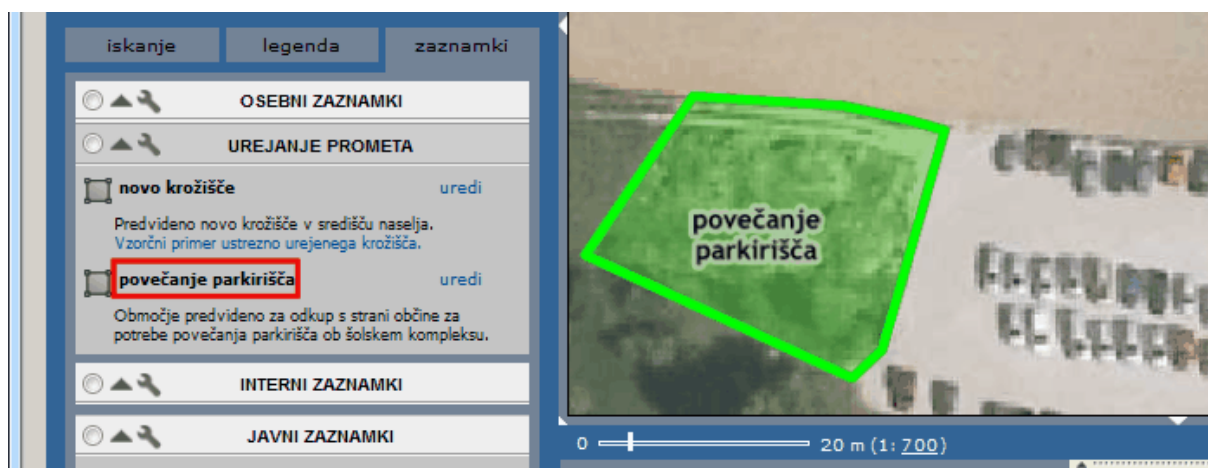 iskanje
legenda
zaznamki
OSEBNI ZAZNAMKI
UREJANJE PROMETA
novo krožišče
uredi
Predvideno novo krožišče v središču naselja.
Vzorčni primer ustrezno urejenega krožišča.
povečanje parkirišča
uredi
Območje predvideno za odkup s strani občine za
potrebe povečanja parkirišča ob šolskem kompleksu.
INTERNI ZAZNAMKI
JAVNI ZAZNAMKI
povečanje
parkirišča
0
20 m (1: 700)